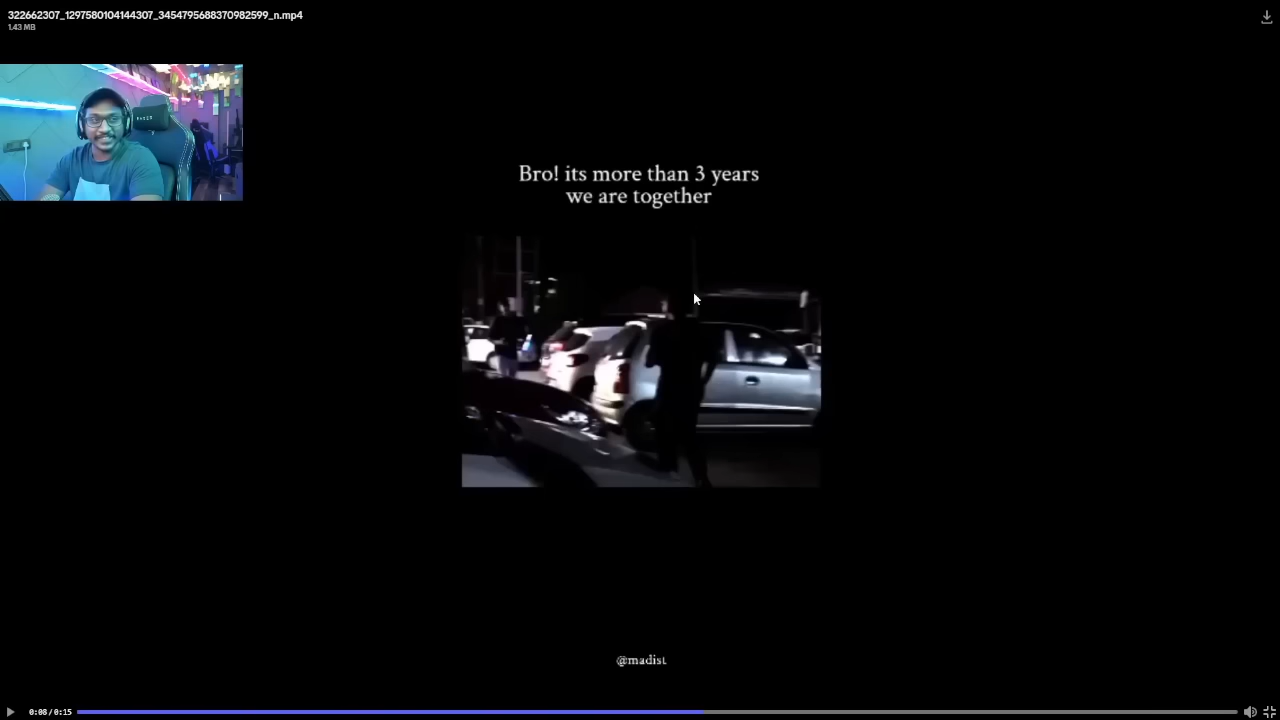 322662307_1297580104144307_3454795688370982599_n.mp4
1.43 MB
RAZER
Bro! its more than 3 years
we are together
@madist
0:08 / 0:15